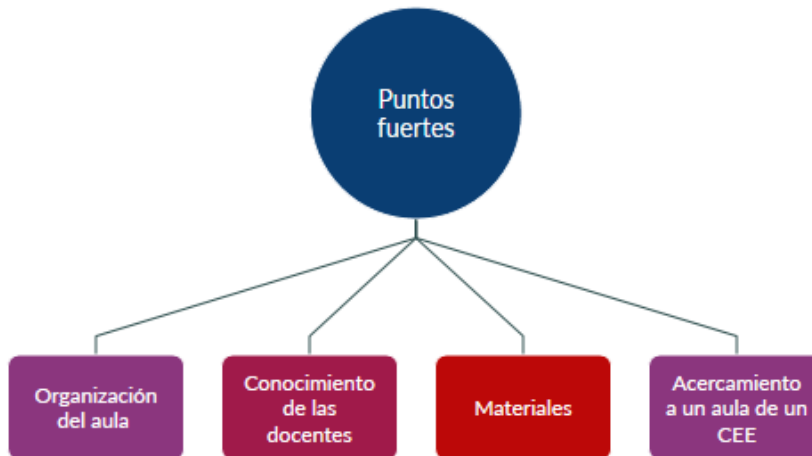 Puntos
fuertes
Organización
del aula
Conocimiento
de las
docentes
Materiales
Acercamiento
a un aula de un
CEE